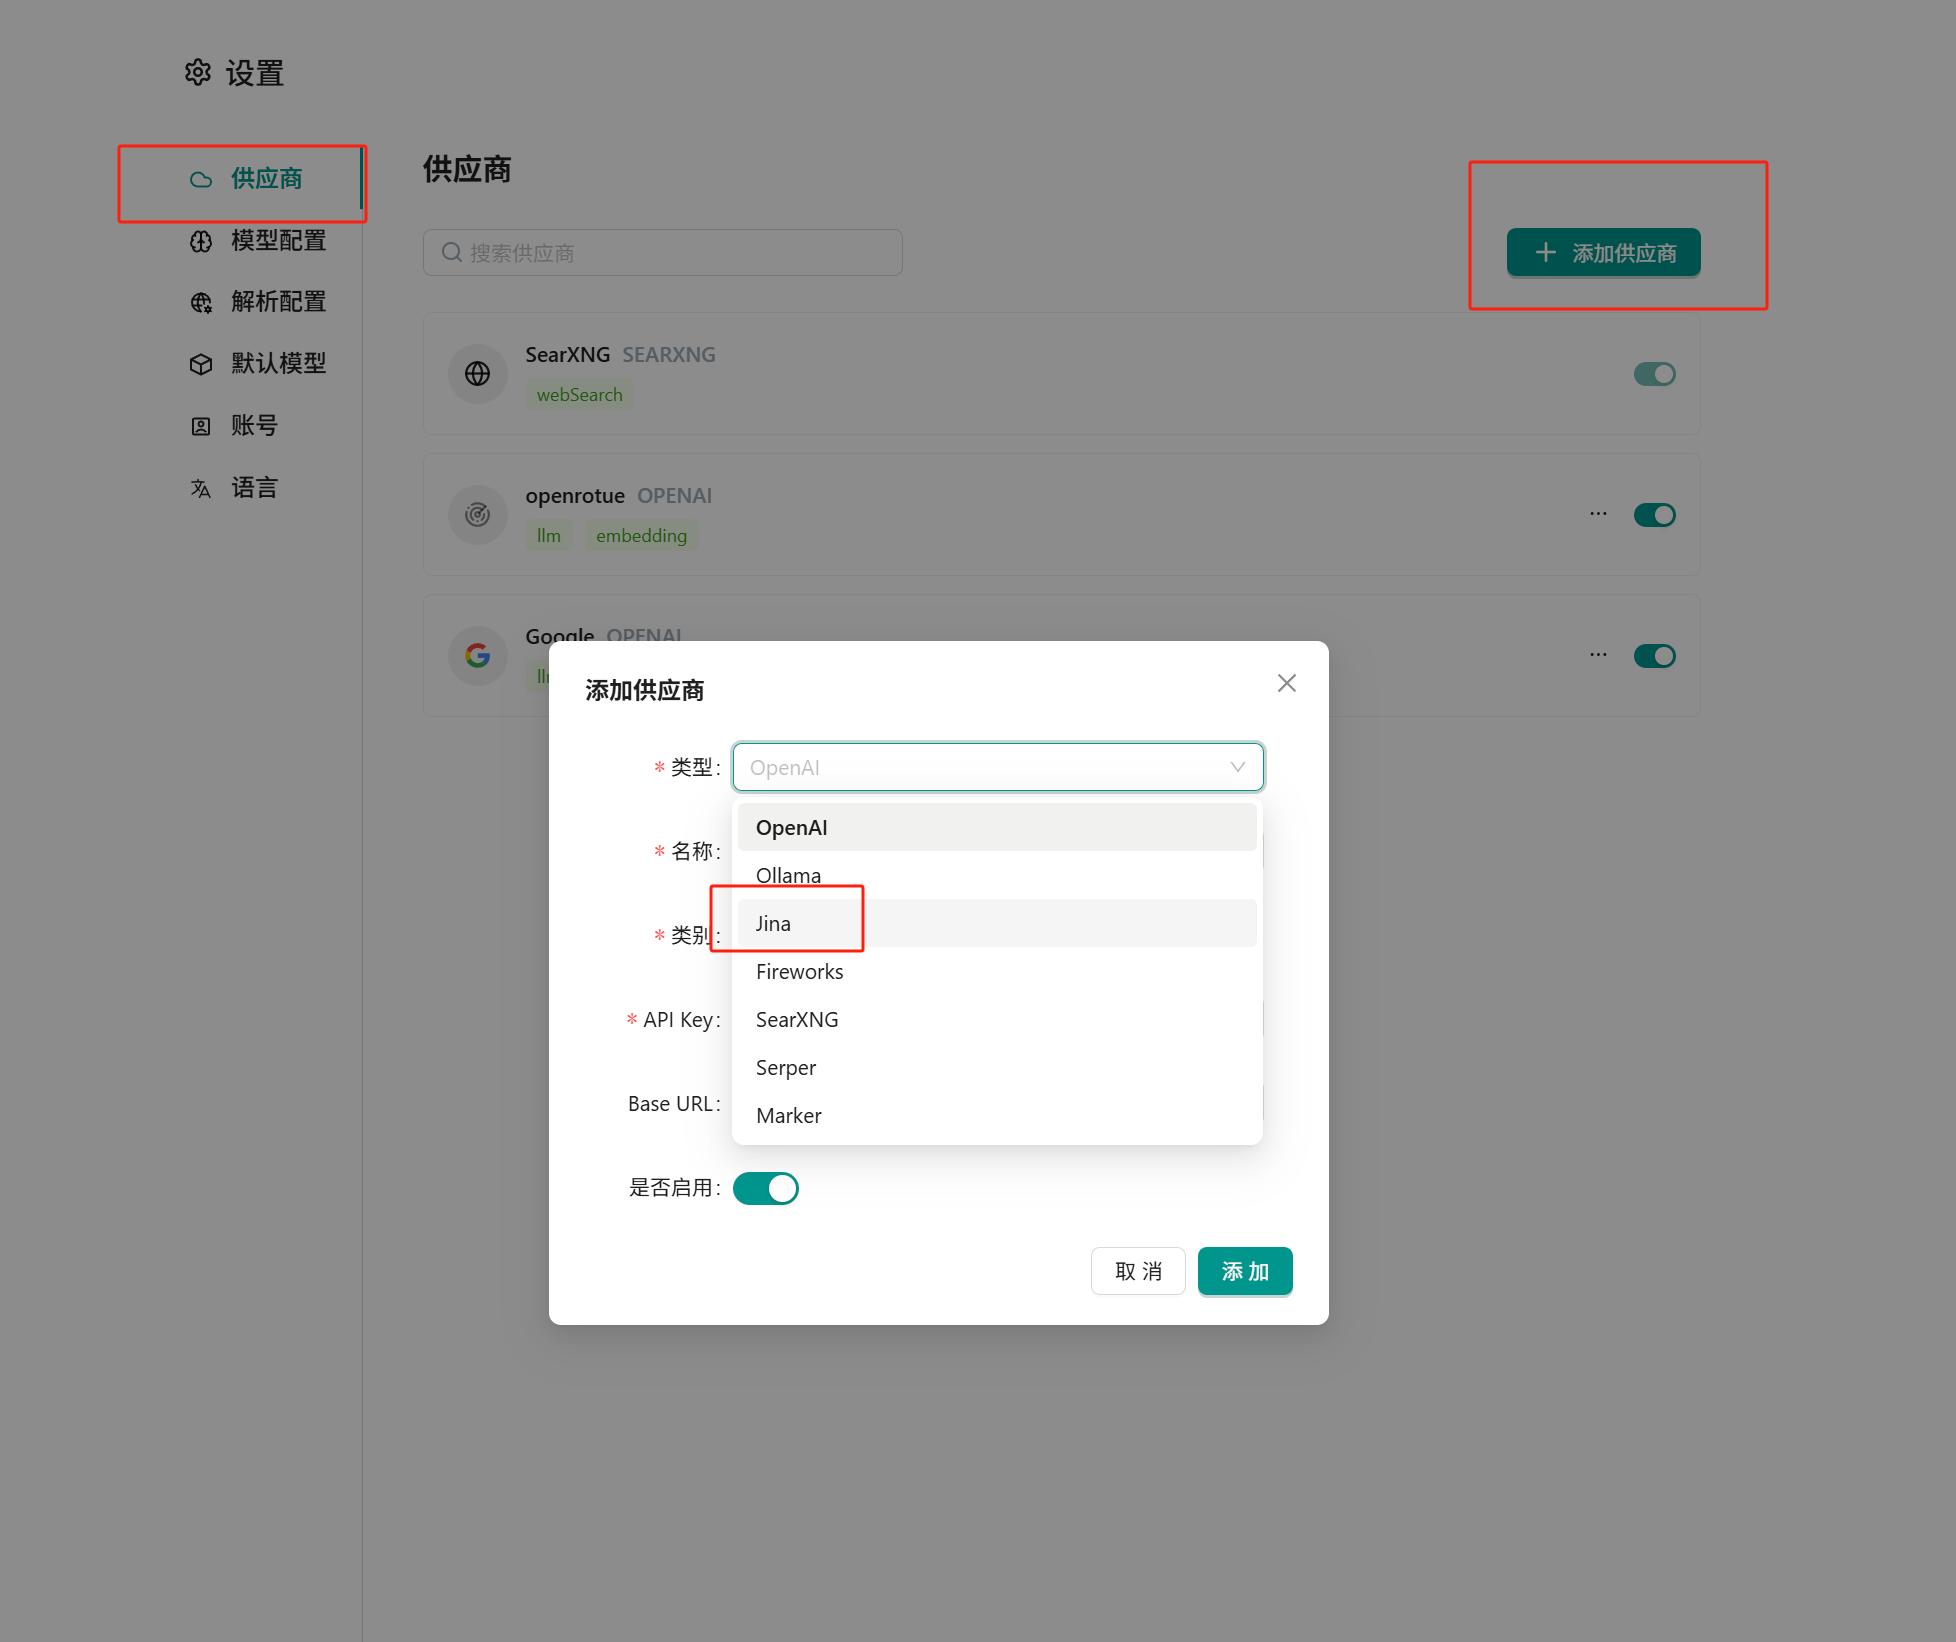 设置
供应商
模型配置
解析配置
默认模型
账号
语言
供应商
搜索供应商
添加供应商
SearXNG SEARXNG
webSearch
openrotue OPENAI
llm embedding
Google OPENAI
添加供应商
* 类型: OpenAI
OpenAI
* 名称:
Ollama
Jina
* 类别:
Fireworks
* API Key: SearXNG
Serper
Base URL: Marker
是否启用:
取 消 添 加